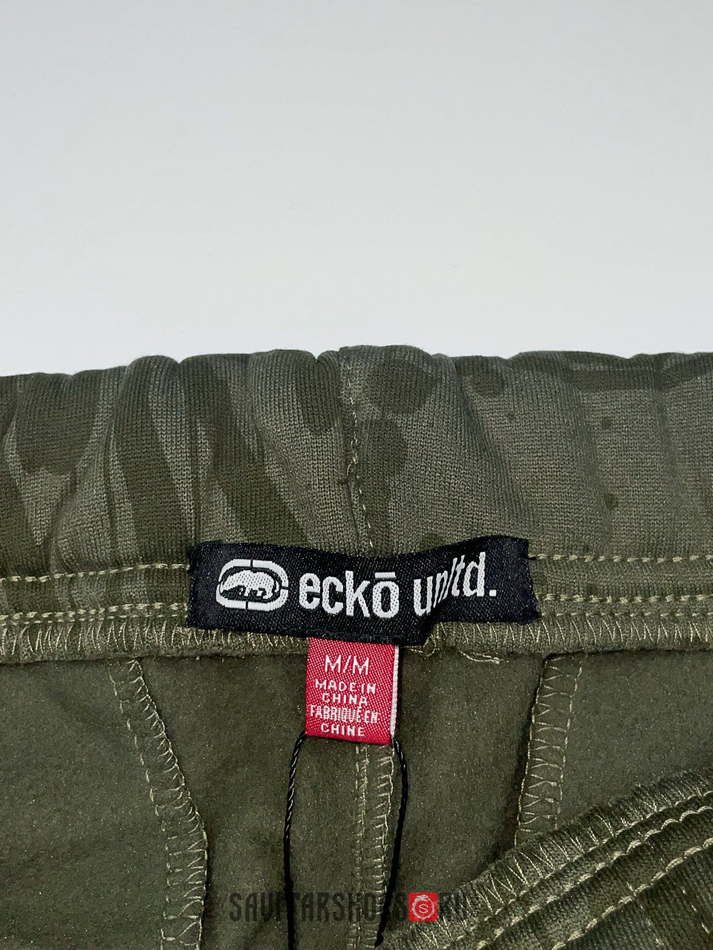 eckō unltd.
M/M
MADE IN
CHINA
FABRIQUÉ EN
CHINE